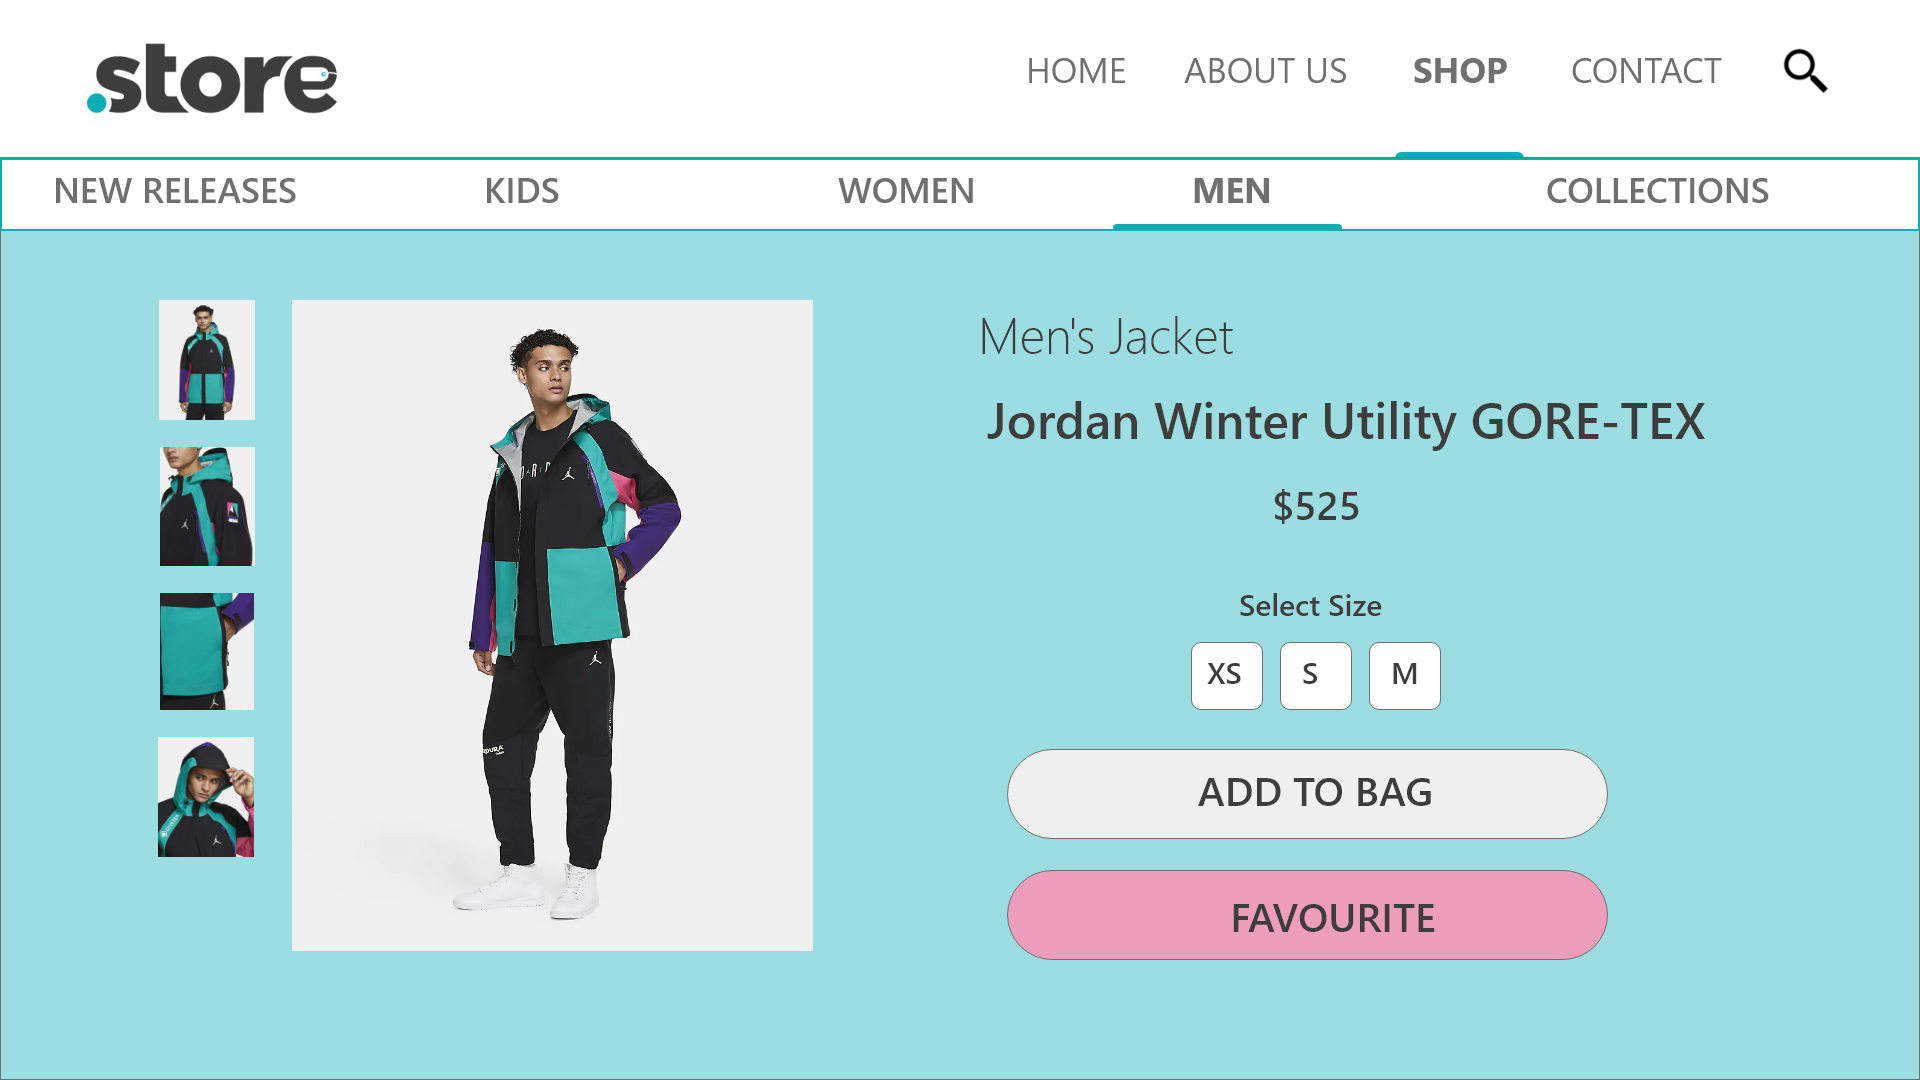 .store
HOME ABOUT US SHOP CONTACT
NEW RELEASES KIDS WOMEN MEN COLLECTIONS
Men's Jacket
Jordan Winter Utility GORE-TEX
$525
Select Size
XS S M
ADD TO BAG
FAVOURITE